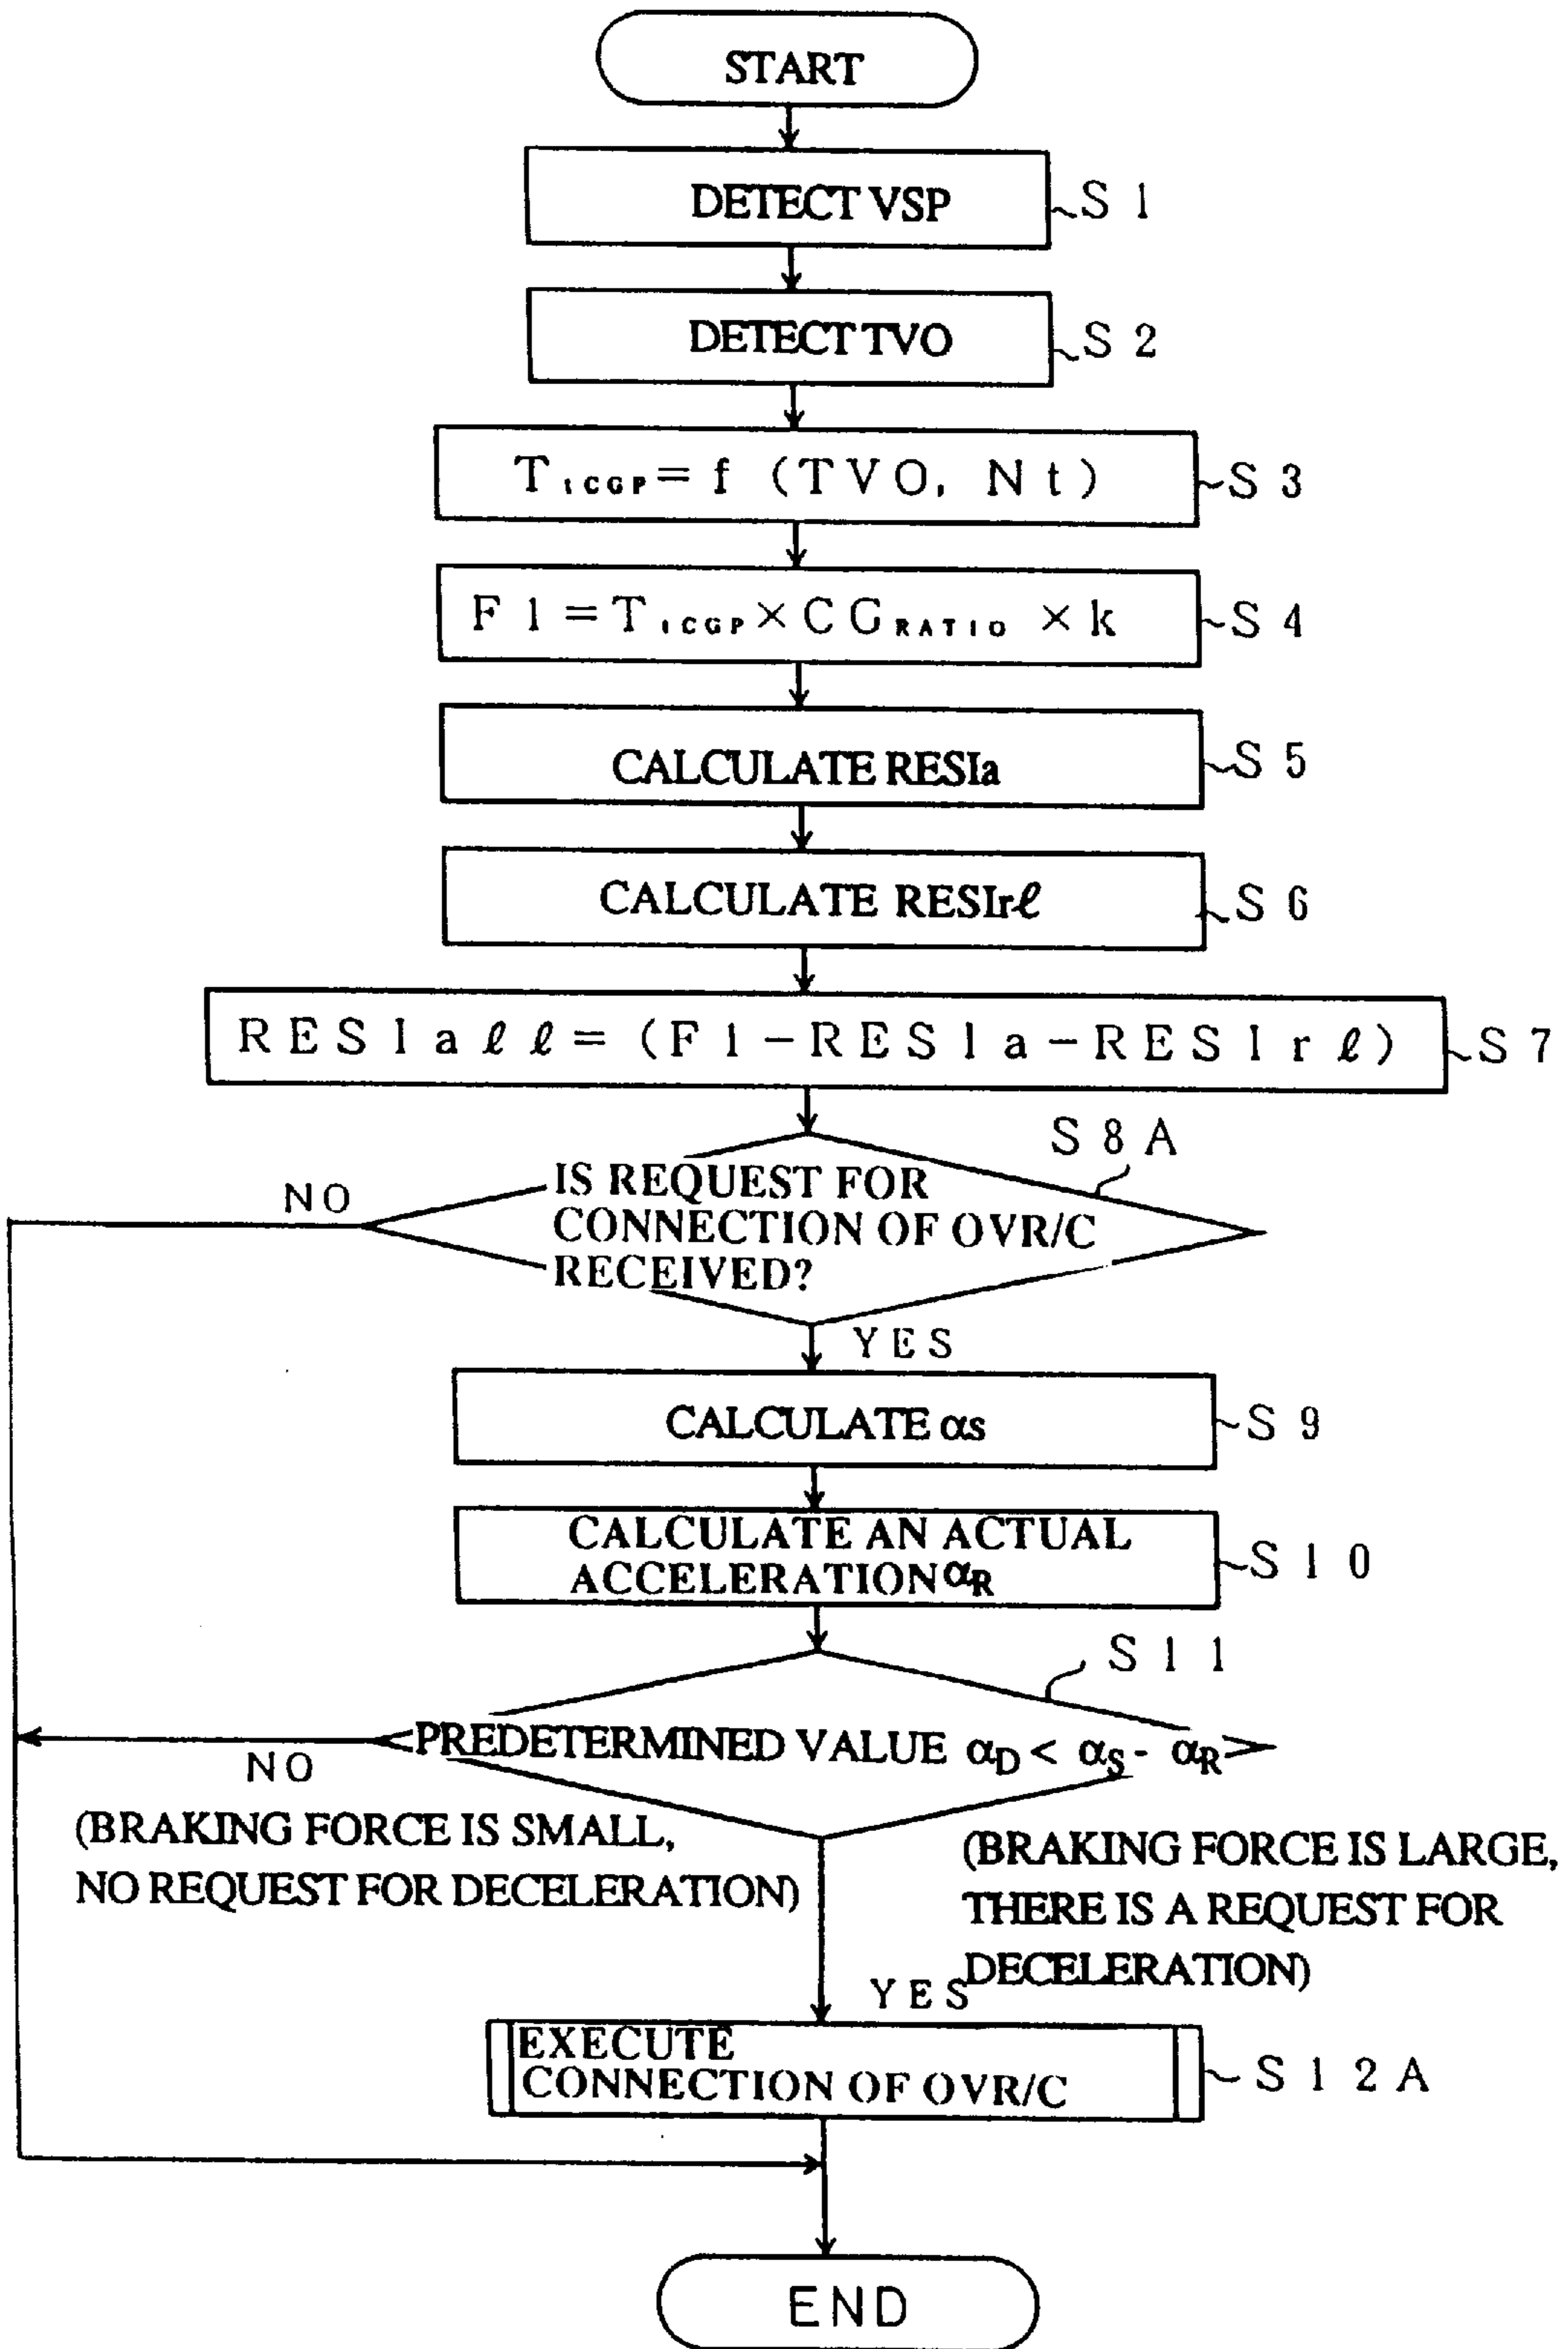 START
DETECT VSP
S 1
DETECT TVO
S 2
T₁CGP = f (TVO, Nt)
S 3
F 1 = T₁CGP × CG RATIO × k
S 4
CALCULATE RESIa
S 5
CALCULATE RESIrℓ
S 6
RESIaℓℓ = (F1-RESIa-RESIrℓ)
S 7
S 8 A
NO
IS REQUEST FOR
CONNECTION OF OVR/C
RECEIVED?
YES
CALCULATE αs
S 9
CALCULATE AN ACTUAL
ACCELERATION αR
S 1 0
S 1 1
PREDETERMINED VALUE αD < αS - αR
NO
(BRAKING FORCE IS SMALL,
NO REQUEST FOR DECELERATION)
(BRAKING FORCE IS LARGE,
THERE IS A REQUEST FOR
DECELERATION)
YES
EXECUTE
CONNECTION OF OVR/C
S 1 2 A
END